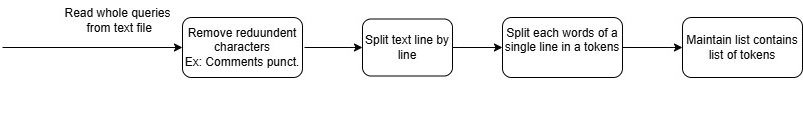 Read whole queries
from text file
Remove reduundent
characters
Ex: Comments punct.
Split text line by
line
Split each words of a
single line in a tokens
Maintain list contains
list of tokens